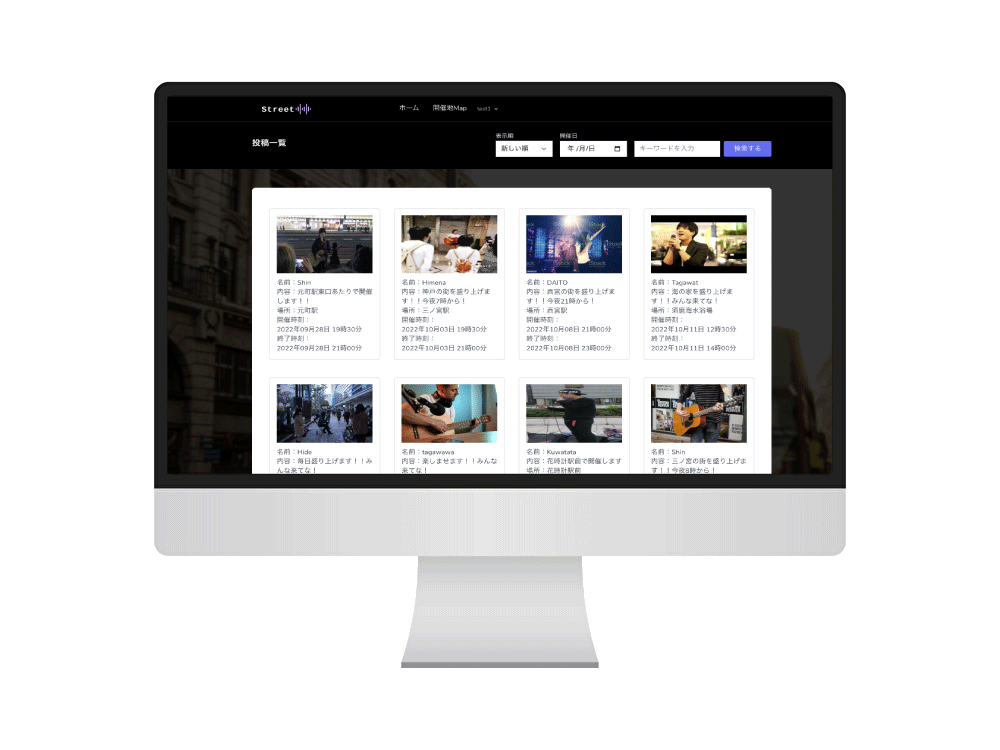 Street
ホーム 開催地Map test1
投稿一覧
表示順 開催日
新しい順 年 /月/日 キーワードを入力 検索する
名前：Shin
内容：元町駅東口あたりで開催
します！！
場所：元町駅
開催時刻：
2022年09月28日 19時30分
終了時刻：
2022年09月28日 21時00分
名前：Himena
内容：神戸の街を盛り上げま
す！！今夜7時から！
場所：三ノ宮駅
開催時刻：
2022年10月03日 19時30分
終了時刻：
2022年10月03日 21時00分
名前：DAITO
内容：西宮の街を盛り上げま
す！！今夜21時から！
場所：西宮駅
開催時刻：
2022年10月08日 21時00分
終了時刻：
2022年10月08日 23時00分
名前：Tagawat
内容：海の家を盛り上げま
す！！みんな来てな！
場所：須磨海水浴場
開催時刻：
2022年10月11日 12時30分
終了時刻：
2022年10月11日 14時00分
名前：Hide
内容：毎日盛り上げます！！み
んな来てな！
名前：tagawawa
内容：楽しませます！！みんな
来てな！
名前：Kuwatata
内容：花時計駅前で開催します
場所：花時計駅前
名前：Shin
内容：三ノ宮の街を盛り上げま
す！！今夜8時から！